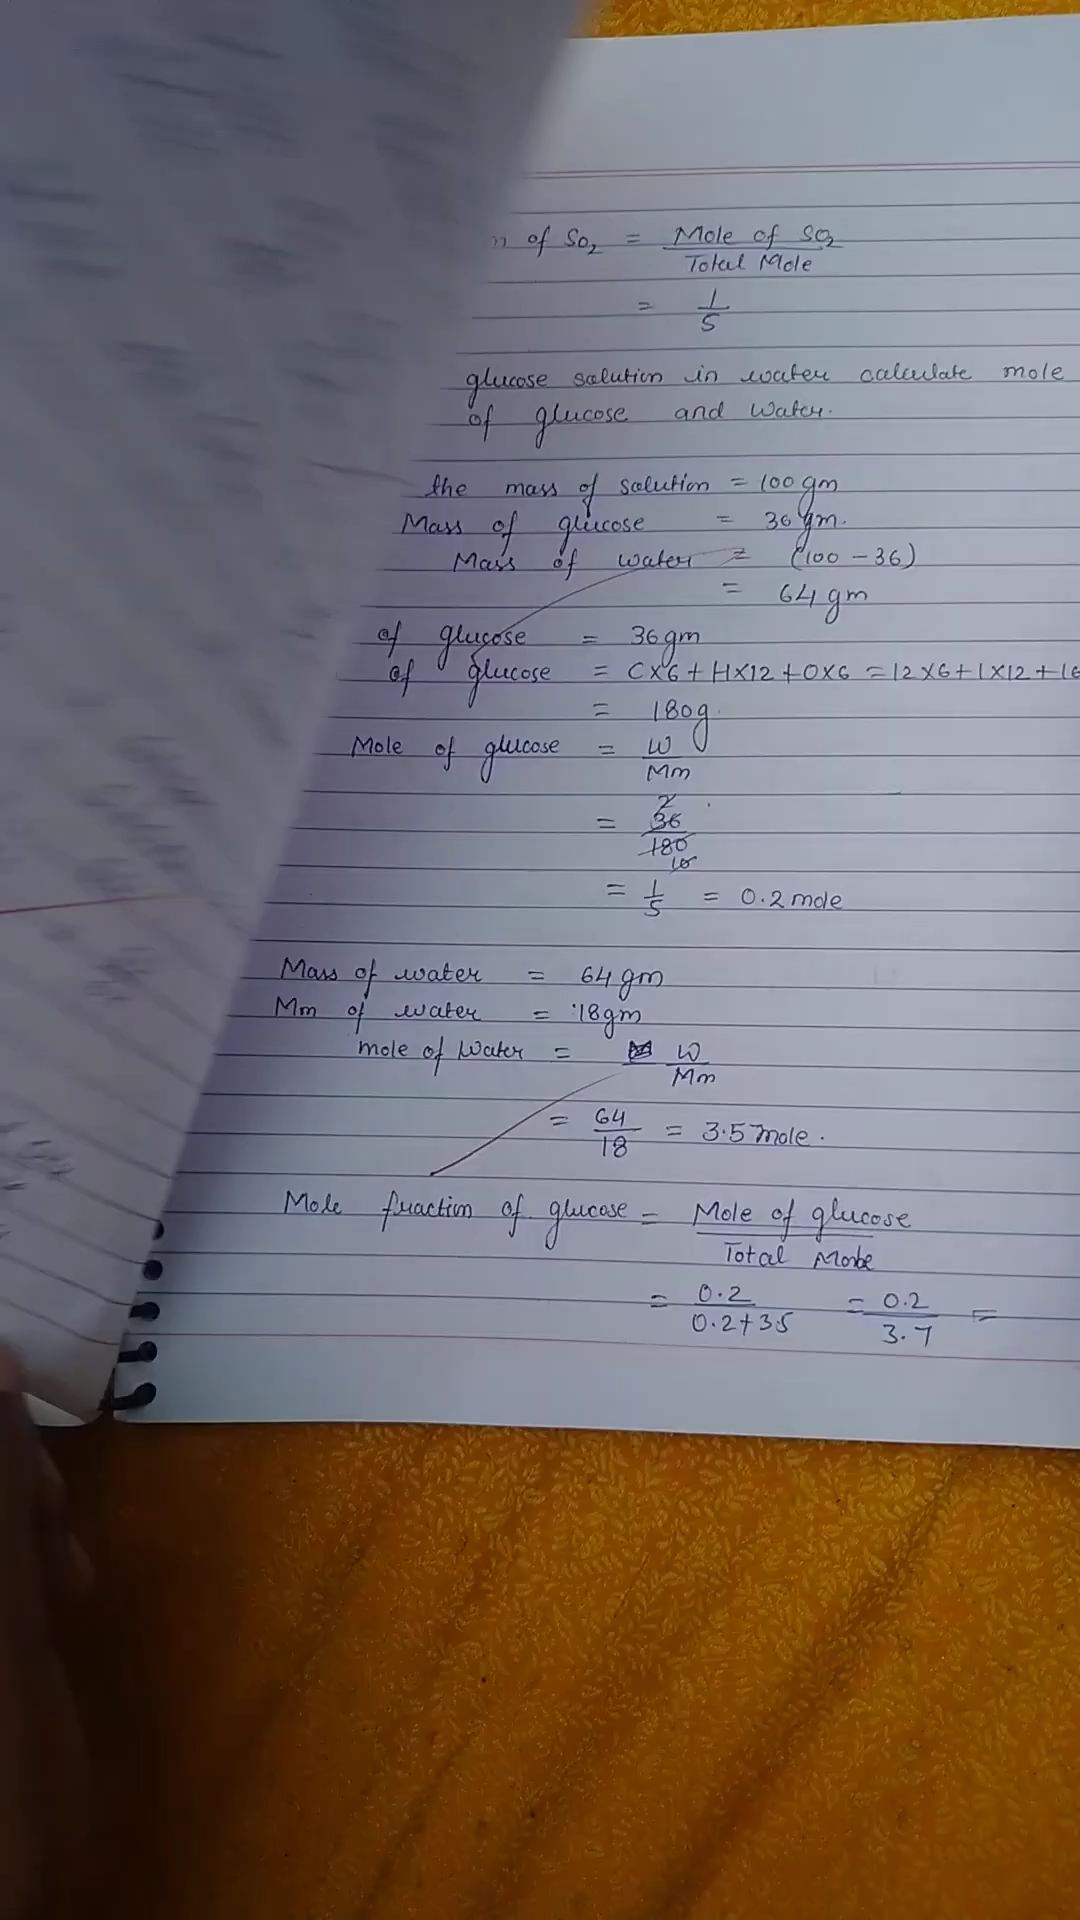 of SO2 = Mole of SO2 / Total Mole
= 1/5
glucose solution in water calculate mole
of glucose and water.
the mass of solution = 100 gm
Mass of glucose = 36 gm.
Mass of water = (100 - 36)
= 64 gm
of glucose = 36 gm
of glucose = C×6 + H×12 + O×6 = 12×6 + 1×12 + 16
= 180g
Mole of glucose = W / Mm
= 36 / 180
2
10
= 1/5 = 0.2 mole
Mass of water = 64 gm
Mm of water = 18gm
mole of Water = W / Mm
= 64 / 18 = 3.5 mole.
Mole fraction of glucose = Mole of glucose / Total Mole
= 0.2 / 0.2+3.5 = 0.2 / 3.7 =